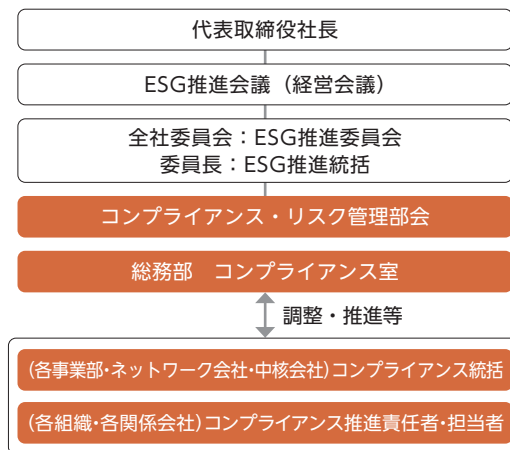 代表取締役社長
ESG推進会議（経営会議）
全社委員会：ESG推進委員会
委員長：ESG推進統括
コンプライアンス・リスク管理部会
総務部　コンプライアンス室
調整・推進等
(各事業部・ネットワーク会社・中核会社)コンプライアンス統括
(各組織・各関係会社)コンプライアンス推進責任者・担当者